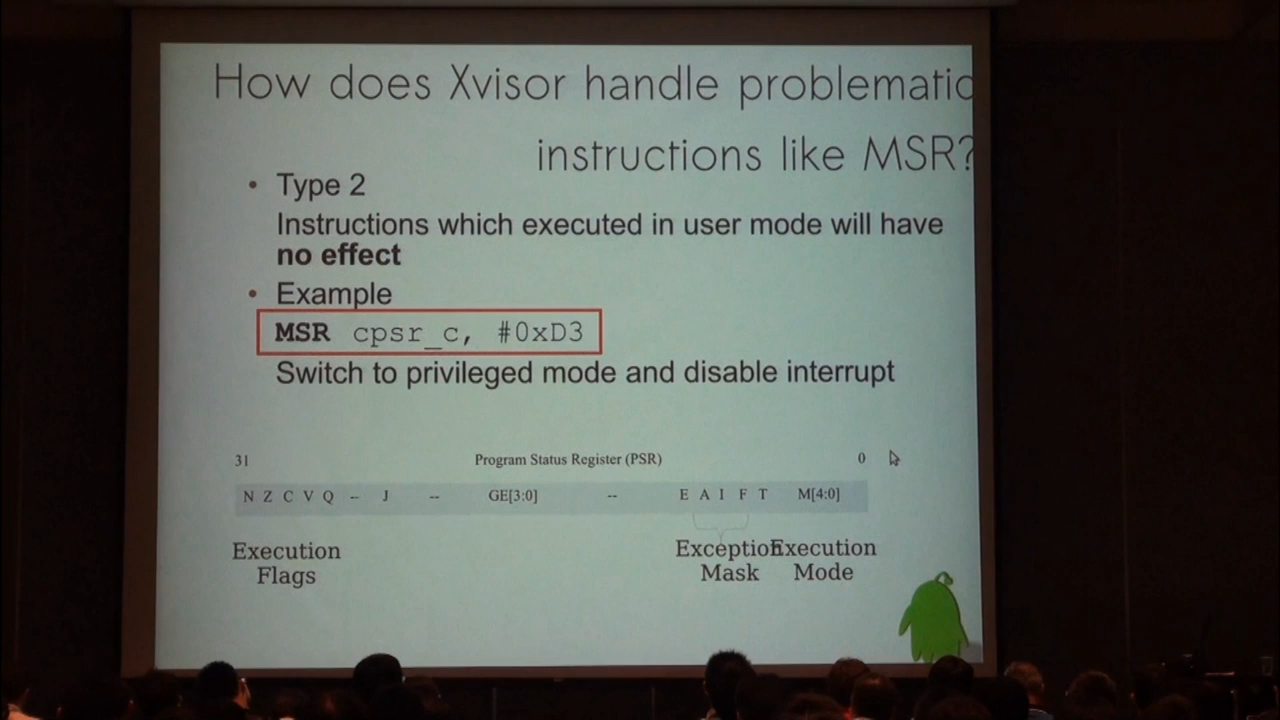 How does Xvisor handle problematic
instructions like MSR?
• Type 2
Instructions which executed in user mode will have
no effect
• Example
MSR cpsr_c, #0xD3
Switch to privileged mode and disable interrupt
31 Program Status Register (PSR) 0
N Z C V Q -- J -- GE[3:0] -- E A I F T M[4:0]
Execution Flags
Exception Mask
Execution Mode